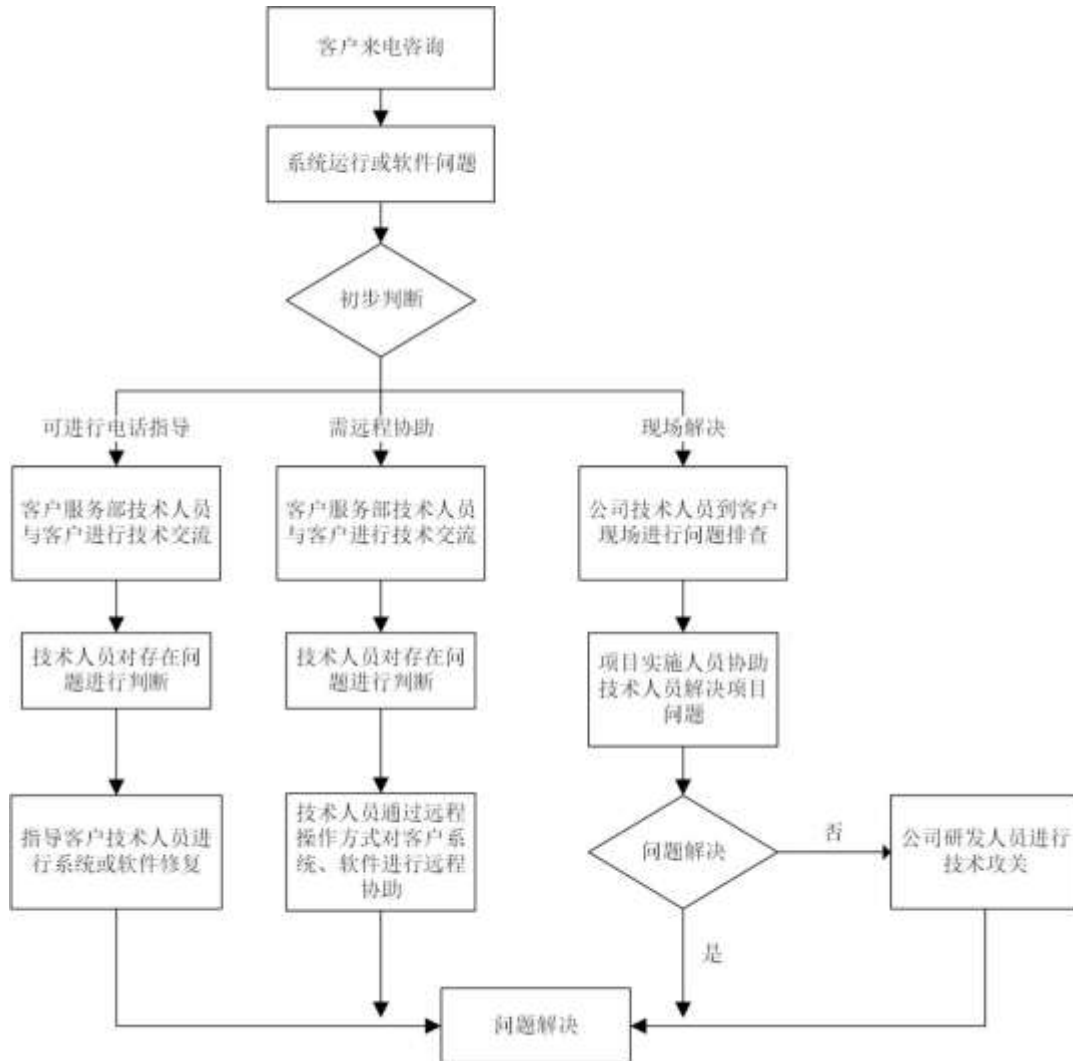 客户来电咨询
系统运行或软件问题
初步判断
可进行电话指导
需远程协助
现场解决
客户服务部技术人员
与客户进行技术交流
客户服务部技术人员
与客户进行技术交流
公司技术人员到客户
现场进行问题排查
技术人员对存在问
题进行判断
技术人员对存在问
题进行判断
项目实施人员协助
技术人员解决项目
问题
指导客户技术人员进
行系统或软件修复
技术人员通过远程
操作方式对客户系
统、软件进行远程
协助
问题解决
否
公司研发人员进行
技术攻关
是
问题解决